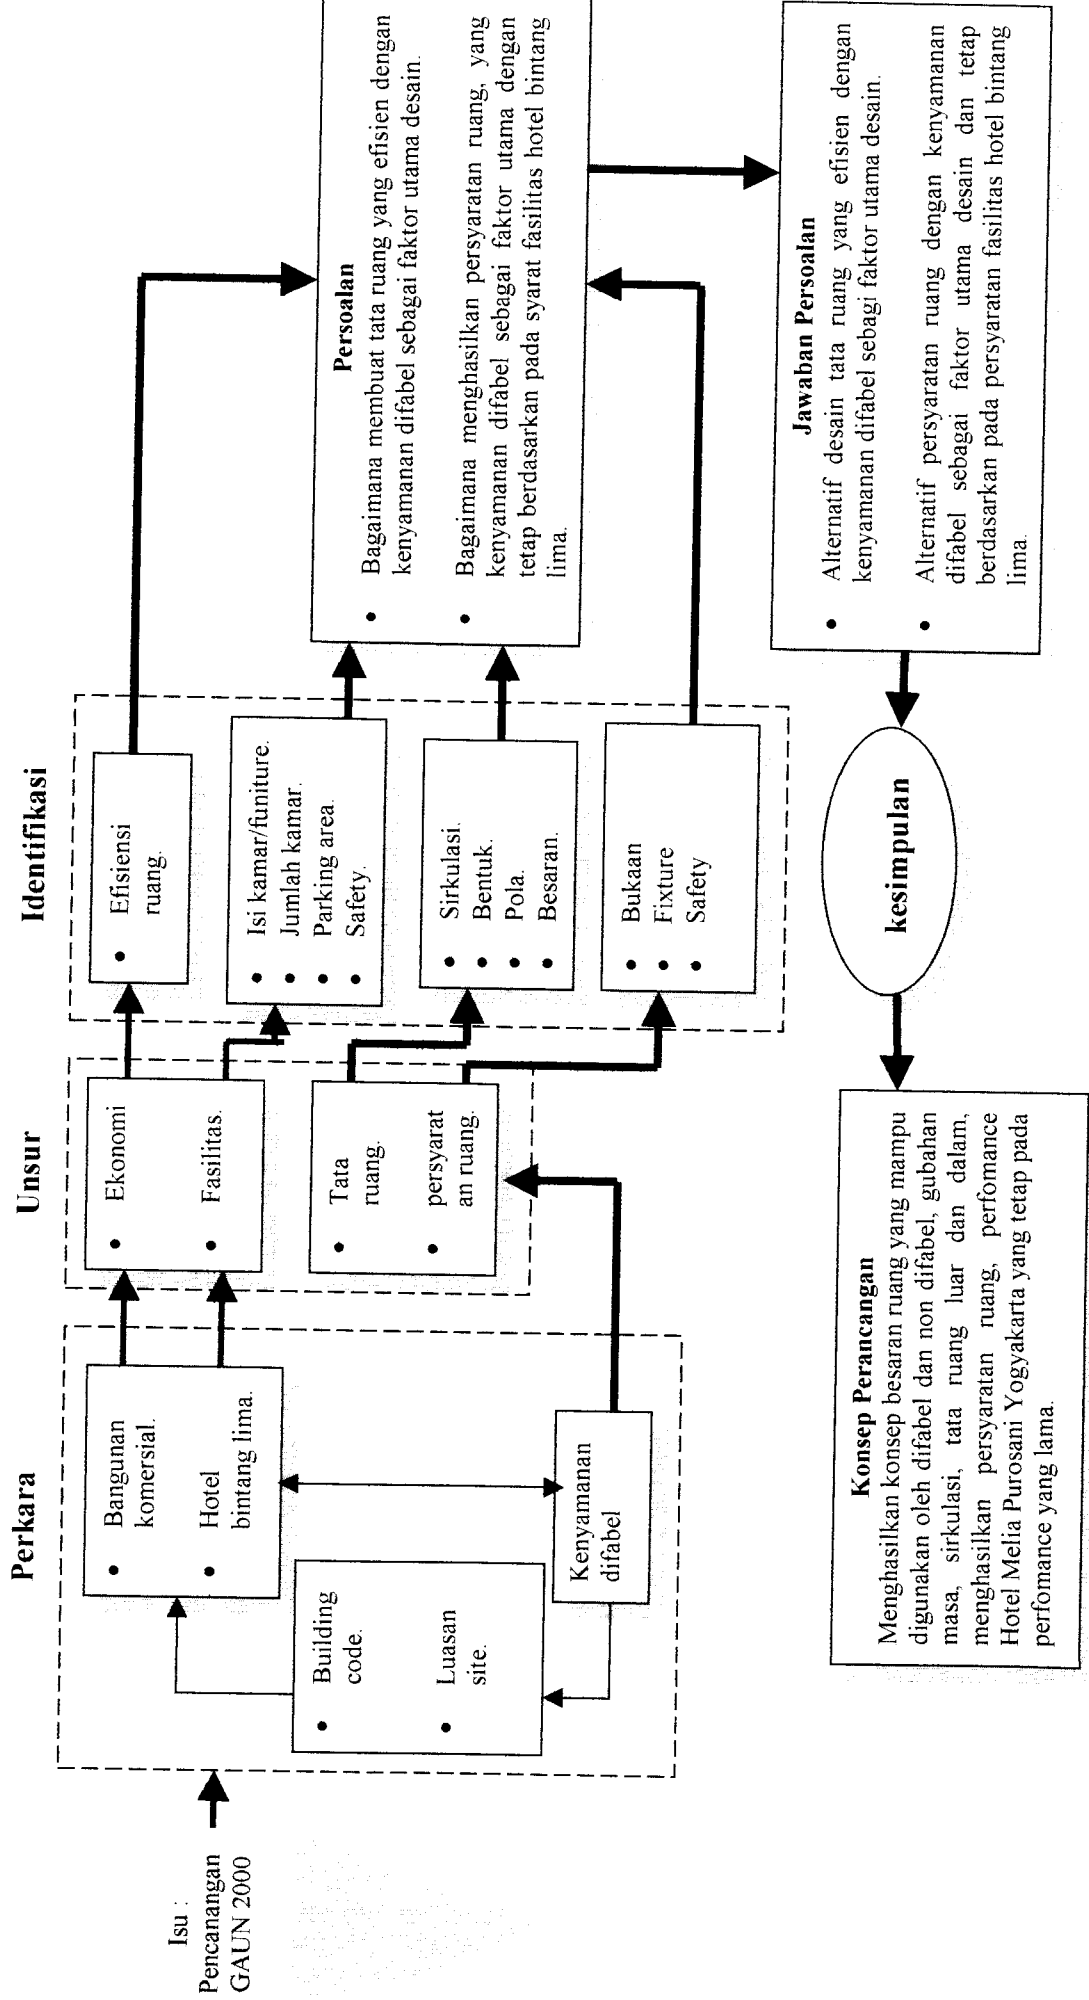 Isu :
Pencanangan
GAUN 2000
Perkara
Bangunan
komersial.
Hotel
bintang lima.
Building
code.
Luasan
site.
Kenyamanan
difabel
Unsur
Ekonomi
Fasilitas.
Tata
ruang.
persyarat
an ruang.
Identifikasi
Efisiensi
ruang.
Isi kamar/funiture.
Jumlah kamar.
Parking area.
Safety.
Sirkulasi.
Bentuk.
Pola.
Besaran.
Bukaan
Fixture
Safety
Persoalan
Bagaimana membuat tata ruang yang efisien dengan
kenyamanan difabel sebagai faktor utama desain.
Bagaimana menghasilkan persyaratan ruang, yang
kenyamanan difabel sebagai faktor utama dengan
tetap berdasarkan pada syarat fasilitas hotel bintang
lima.
Jawaban Persoalan
Alternatif desain tata ruang yang efisien dengan
kenyamanan difabel sebagi faktor utama desain.
Alternatif persyaratan ruang dengan kenyamanan
difabel sebagai faktor utama desain dan tetap
berdasarkan pada persyaratan fasilitas hotel bintang
lima.
kesimpulan
Konsep Perancangan
Menghasilkan konsep besaran ruang yang mampu
digunakan oleh difabel dan non difabel, gubahan
masa, sirkulasi, tata ruang luar dan dalam,
menghasilkan persyaratan ruang, perfomance
Hotel Melia Purosani Yogyakarta yang tetap pada
perfomance yang lama.